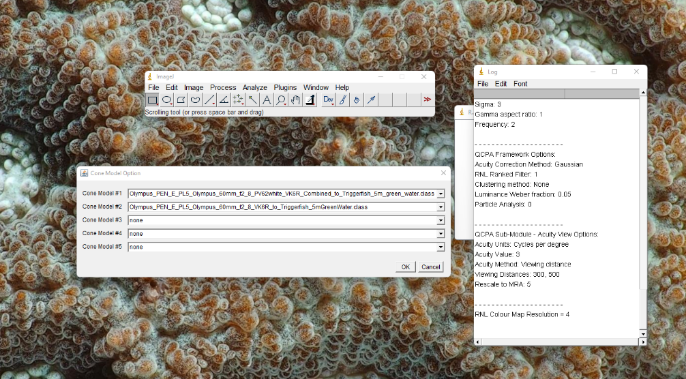 ImageJ
File Edit Image Process Analyze Plugins Window Help
Dev
>>
Scrolling tool (or press space bar and drag)
Cone Model Option
Cone Model #1 Olympus_PEN_E_PL5_Olympus_60mm_f2_8_PV62white_VK6R_Combined_to_Triggerfish_5m_green_water.class
Cone Model #2 Olympus_PEN_E_PL5_Olympus_60mm_f2_8_VK6R_to_Triggerfish_5mGreenWater.class
Cone Model #3 none
Cone Model #4 none
Cone Model #5 none
OK Cancel
Log
File Edit Font
Sigma: 3
Gamma aspect ratio: 1
Frequency: 2
- - - - - - - - - - - - - - - - - - - -
QCPA Framework Options:
Acuity Correction Method: Gaussian
RNL Ranked Filter: 1
Clustering method: None
Luminance Weber fraction: 0.05
Particle Analysis: 0
- - - - - - - - - - - - - - - - - - - -
QCPA Sub-Module - Acuity View Options:
Acuity Units: Cycles per degree
Acuity Value: 3
Acuity Method: Viewing distance
Viewing Distances: 300, 500
Rescale to MRA: 5
- - - - - - - - - - - - - - - - - - - -
RNL Colour Map Resolution = 4